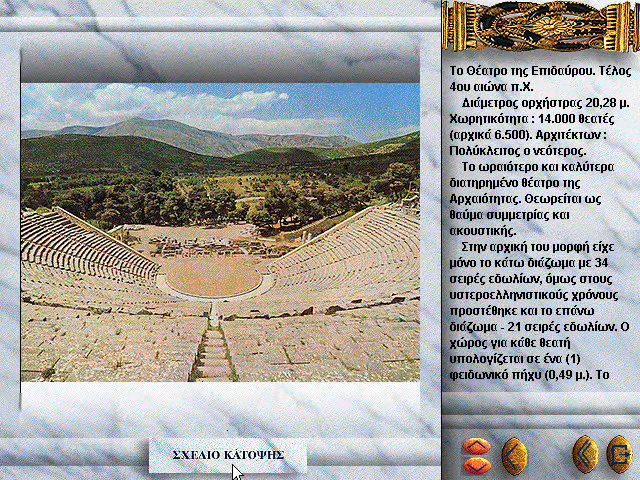 Το Θέατρο της Επιδαύρου. Τέλος
4ου αιώνα π.Χ.
Διάμετρος ορχήστρας 20,28 μ.
Χωρητικότητα : 14.000 θεατές
(αρχικά 6.500). Αρχιτέκτων :
Πολύκλειτος ο νεότερος.
Το ωραιότερο και καλύτερα
διατηρημένο θέατρο της
Αρχαιότητας. Θεωρείται ως
θαύμα συμμετρίας και
ακουστικής.
Στην αρχική του μορφή είχε
μόνο το κάτω διάζωμα με 34
σειρές εδωλίων, όμως στους
υστεροελληνιστικούς χρόνους
προστέθηκε και το επάνω
διάζωμα - 21 σειρές εδωλίων. Ο
χώρος για κάθε θεατή
υπολογίζεται σε ένα (1)
φειδωνικό πήχυ (0,49 μ.). Το
ΣΧΕΔΙΟ ΚΑΤΟΨΗΣ